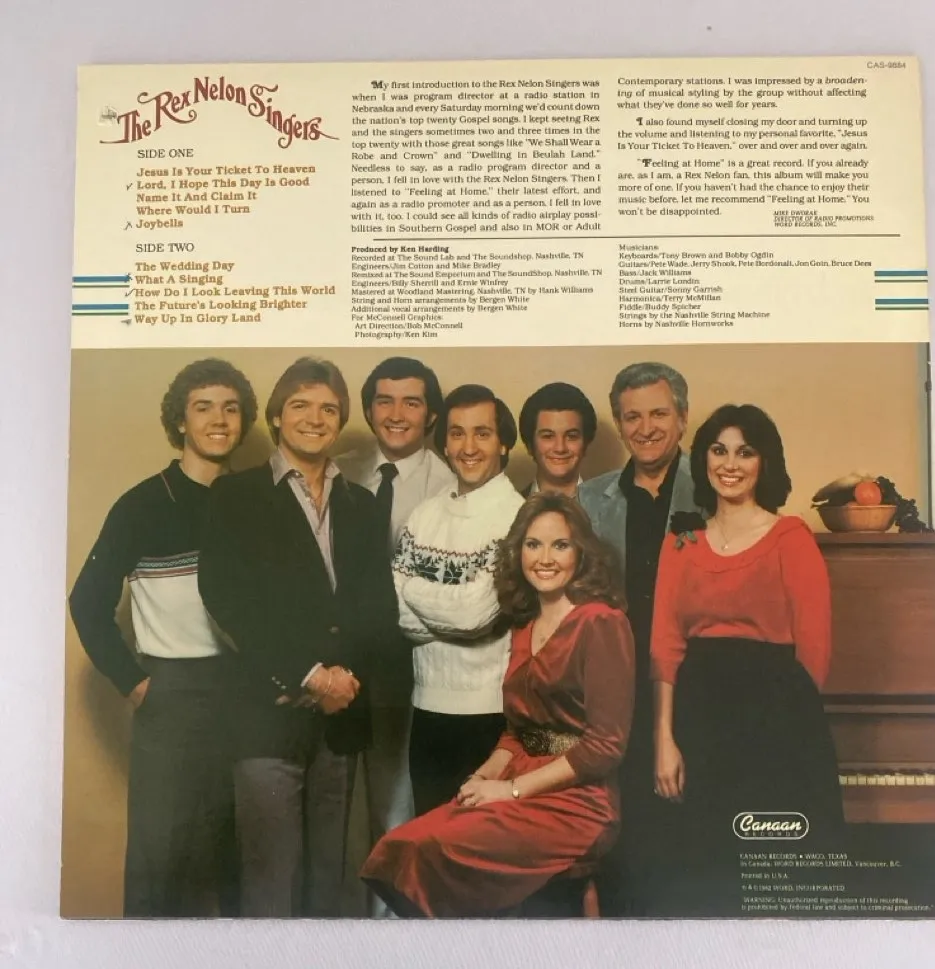 CAS-9884
The Rex Nelon Singers
SIDE ONE
Jesus Is Your Ticket To Heaven
Lord, I Hope This Day Is Good
Name It And Claim It
Where Would I Turn
Joybells
SIDE TWO
The Wedding Day
What A Singing
How Do I Look Leaving This World
The Future's Looking Brighter
Way Up In Glory Land
My first introduction to the Rex Nelon Singers was
when I was program director at a radio station in
Nebraska and every Saturday morning we'd count down
the nation's top twenty Gospel songs. I kept seeing Rex
and the singers sometimes two and three times in the
top twenty with those great songs like "We Shall Wear a
Robe and Crown" and "Dwelling in Beulah Land."
Needless to say, as a radio program director and a
person, I fell in love with the Rex Nelon Singers. Then I
listened to "Feeling at Home," their latest effort, and
again as a radio promoter and as a person, I fell in love
with it, too. I could see all kinds of radio airplay possi-
bilities in Southern Gospel and also in MOR or Adult
Contemporary stations. I was impressed by a broaden-
ing of musical styling by the group without affecting
what they've done so well for years.
I also found myself closing my door and turning up
the volume and listening to my personal favorite, "Jesus
Is Your Ticket To Heaven," over and over and over again.
"Feeling at Home" is a great record. If you already
are, as I am, a Rex Nelon fan, this album will make you
more of one. If you haven't had the chance to enjoy their
music before, let me recommend "Feeling at Home." You
won't be disappointed.
MIKE DWORAK
DIRECTOR OF RADIO PROMOTIONS
WORD RECORDS, INC.
Produced by Ken Harding
Recorded at The Sound Lab and The Soundshop, Nashville, TN
Engineers/Jim Cotton and Mike Bradley
Remixed at The Sound Emporium and The SoundShop, Nashville, TN
Engineers/Billy Sherrill and Ernie Winfrey
Mastered at Woodland Mastering, Nashville, TN by Hank Williams
String and Horn arrangements by Bergen White
Additional vocal arrangements by Bergen White
For McConnell Graphics:
Art Direction/Bob McConnell
Photography/Ken Kim
Musicians
Keyboards/Tony Brown and Bobby Ogdin
Guitars/Pete Wade, Jerry Shook, Pete Bordonali, Jon Goin, Bruce Dees
Bass/Jack Williams
Drums/Larrie Londin
Steel Guitar/Sonny Garrish
Harmonica/Terry McMillan
Fiddle/Buddy Spicher
Strings by the Nashville String Machine
Horns by Nashville Hornworks
Canaan
RECORDS
CANAAN RECORDS • WACO, TEXAS
In Canada: WORD RECORDS LIMITED, Vancouver, B.C.
Printed in U.S.A.
℗ & © 1982 WORD, INCORPORATED
WARNING: Unauthorized reproduction of this recording
is prohibited by federal law and subject to criminal prosecution.